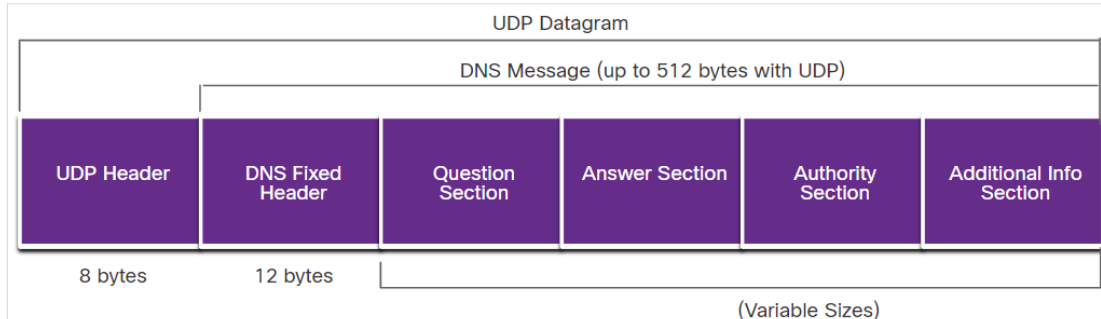 UDP Datagram
DNS Message (up to 512 bytes with UDP)
UDP Header
DNS Fixed
Header
Question
Section
Answer Section
Authority
Section
Additional Info
Section
8 bytes
12 bytes
(Variable Sizes)